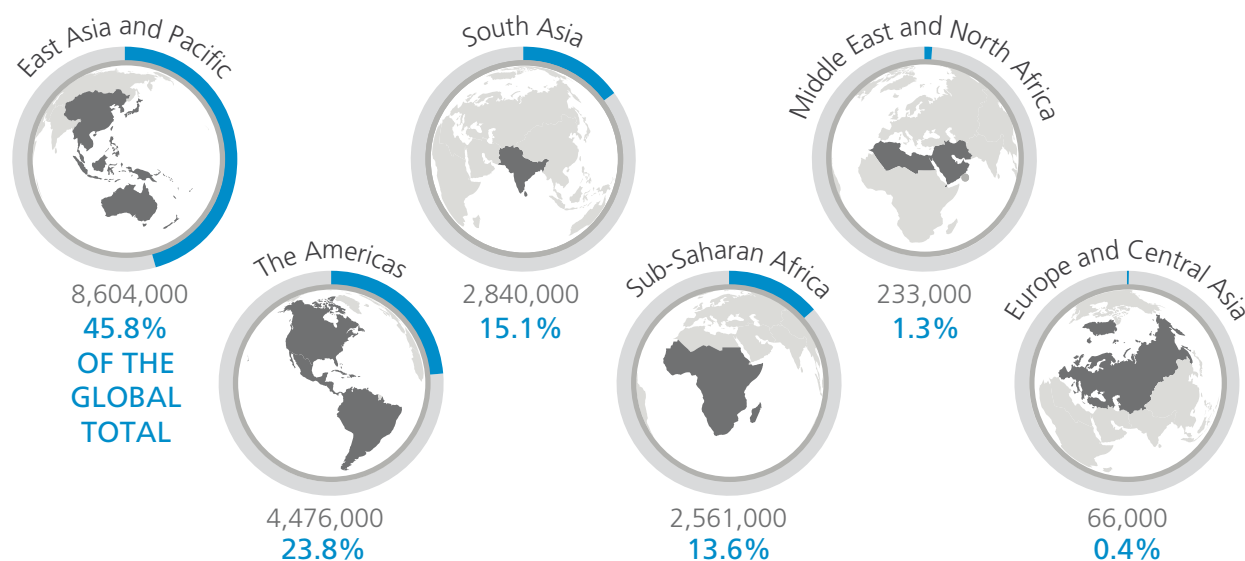 East Asia and Pacific
8,604,000
45.8%
OF THE
GLOBAL
TOTAL
The Americas
4,476,000
23.8%
South Asia
2,840,000
15.1%
Sub-Saharan Africa
2,561,000
13.6%
Middle East and North Africa
233,000
1.3%
Europe and Central Asia
66,000
0.4%